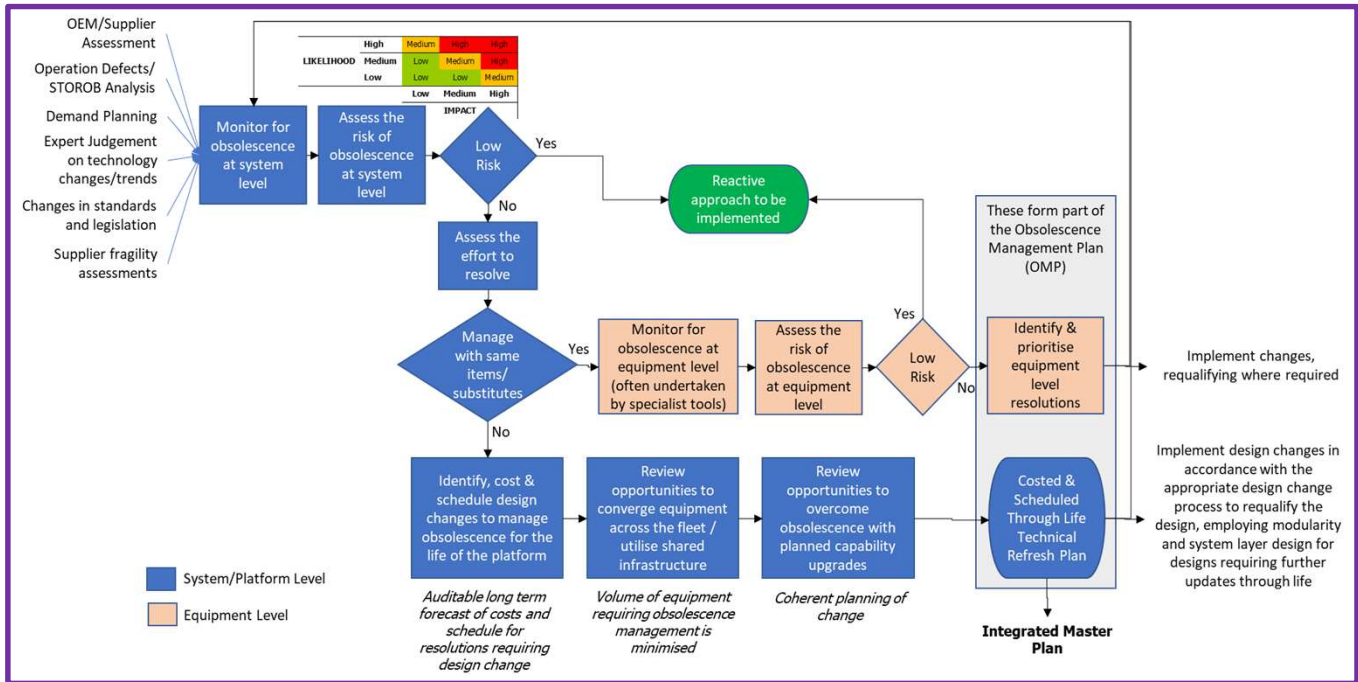 OEM/Supplier
Assessment
Operation Defects/
STOROB Analysis
Demand Planning
Expert Judgement
on technology
changes/trends
Changes in standards
and legislation
Supplier fragility
assessments
High Medium High High
LIKELIHOOD Medium Low Medium High
Low Low Low Medium
Low Medium High
IMPACT
Monitor for
obsolescence
at system
level
Assess the
risk of
obsolescence
at system level
Low
Risk
Yes
No
Reactive
approach to be
implemented
Assess the
effort to
resolve
Manage
with same
items/
substitutes
Yes
No
Monitor for
obsolescence at
equipment level
(often undertaken
by specialist tools)
Assess the
risk of
obsolescence
at equipment
level
Low
Risk
Yes
No
These form part of
the Obsolescence
Management Plan
(OMP)
Identify &
prioritise
equipment
level
resolutions
Implement changes,
requalifying where
required
Identify, cost &
schedule design
changes to manage
obsolescence for the
life of the platform
Review
opportunities to
converge equipment
across the fleet /
utilise shared
infrastructure
Review
opportunities to
overcome
obsolescence with
planned capability
upgrades
Costed &
Scheduled
Through Life
Technical
Refresh Plan
Implement design changes in
accordance with the
appropriate design change
process to requalify the
design, employing modularity
and system layer design for
designs requiring further
updates through life
System/Platform Level
Equipment Level
Auditable long term
forecast of costs and
schedule for
resolutions requiring
design change
Volume of equipment
requiring obsolescence
management is
minimised
Coherent planning of
change
Integrated Master
Plan